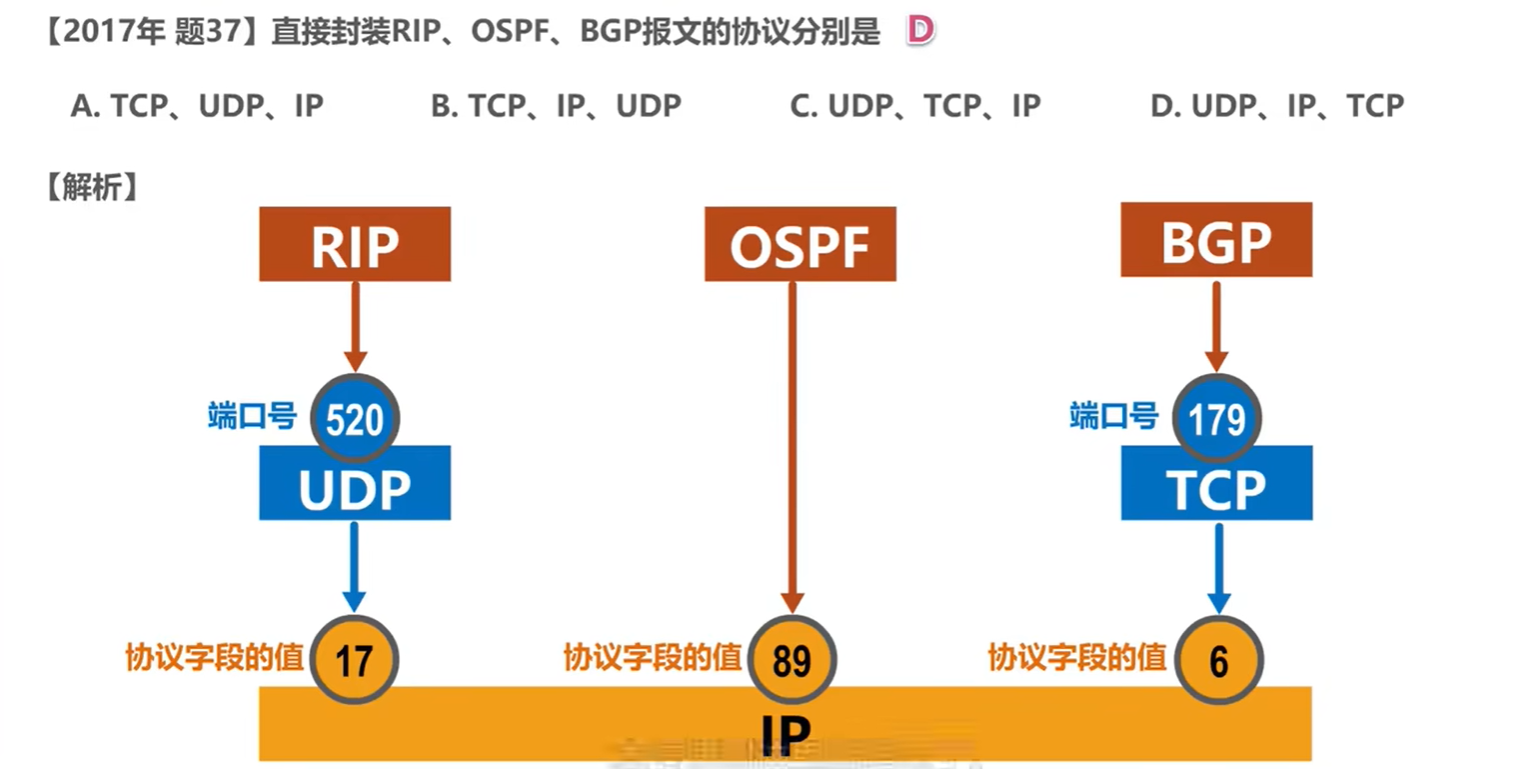 【2017年 题37】直接封装RIP、OSPF、BGP报文的协议分别是 D
A. TCP、UDP、IP B. TCP、IP、UDP C. UDP、TCP、IP D. UDP、IP、TCP
【解析】
RIP OSPF BGP
端口号 520 端口号 179
UDP TCP
协议字段的值 17 协议字段的值 89 协议字段的值 6
IP